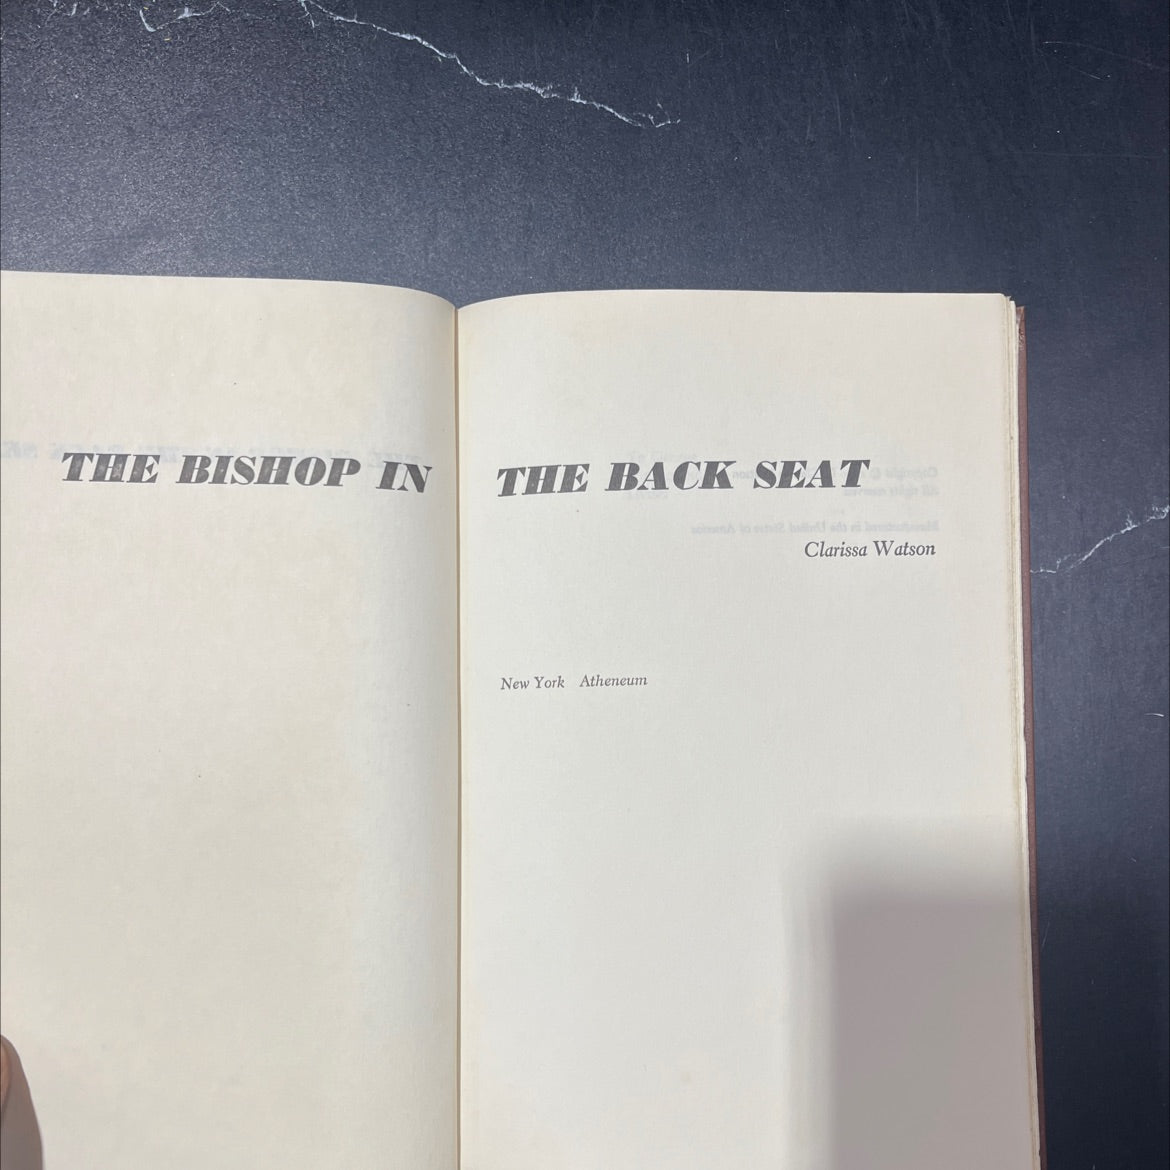 THE BISHOP IN THE BACK SEAT
Clarissa Watson
New York Atheneum